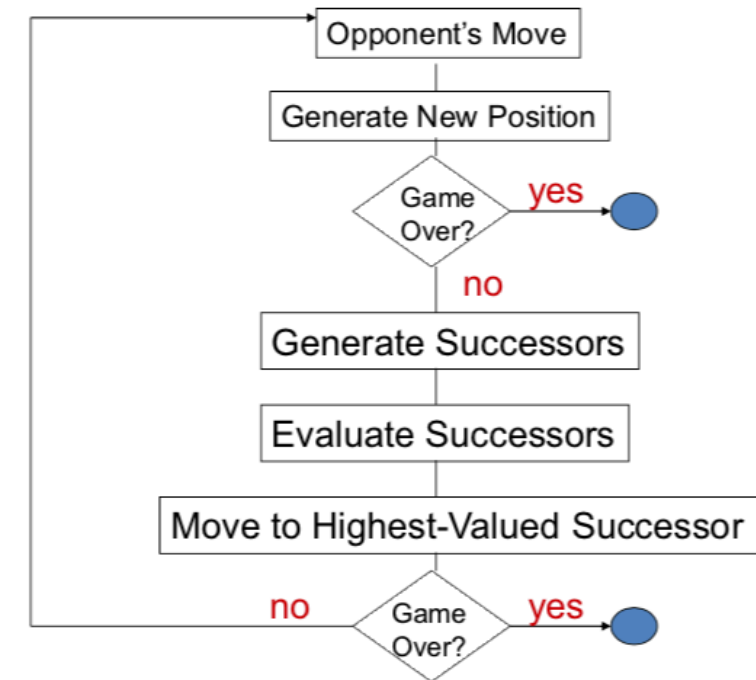 Opponent’s Move
Generate New Position
Game
Over?
yes
no
Generate Successors
Evaluate Successors
Move to Highest-Valued Successor
no
Game
Over?
yes